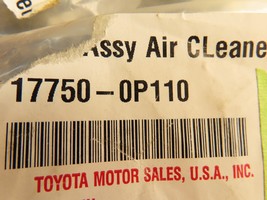 Assy Air CLeane
17750-0P110
TOYOTA MOTOR SALES, U.S.A., INC.